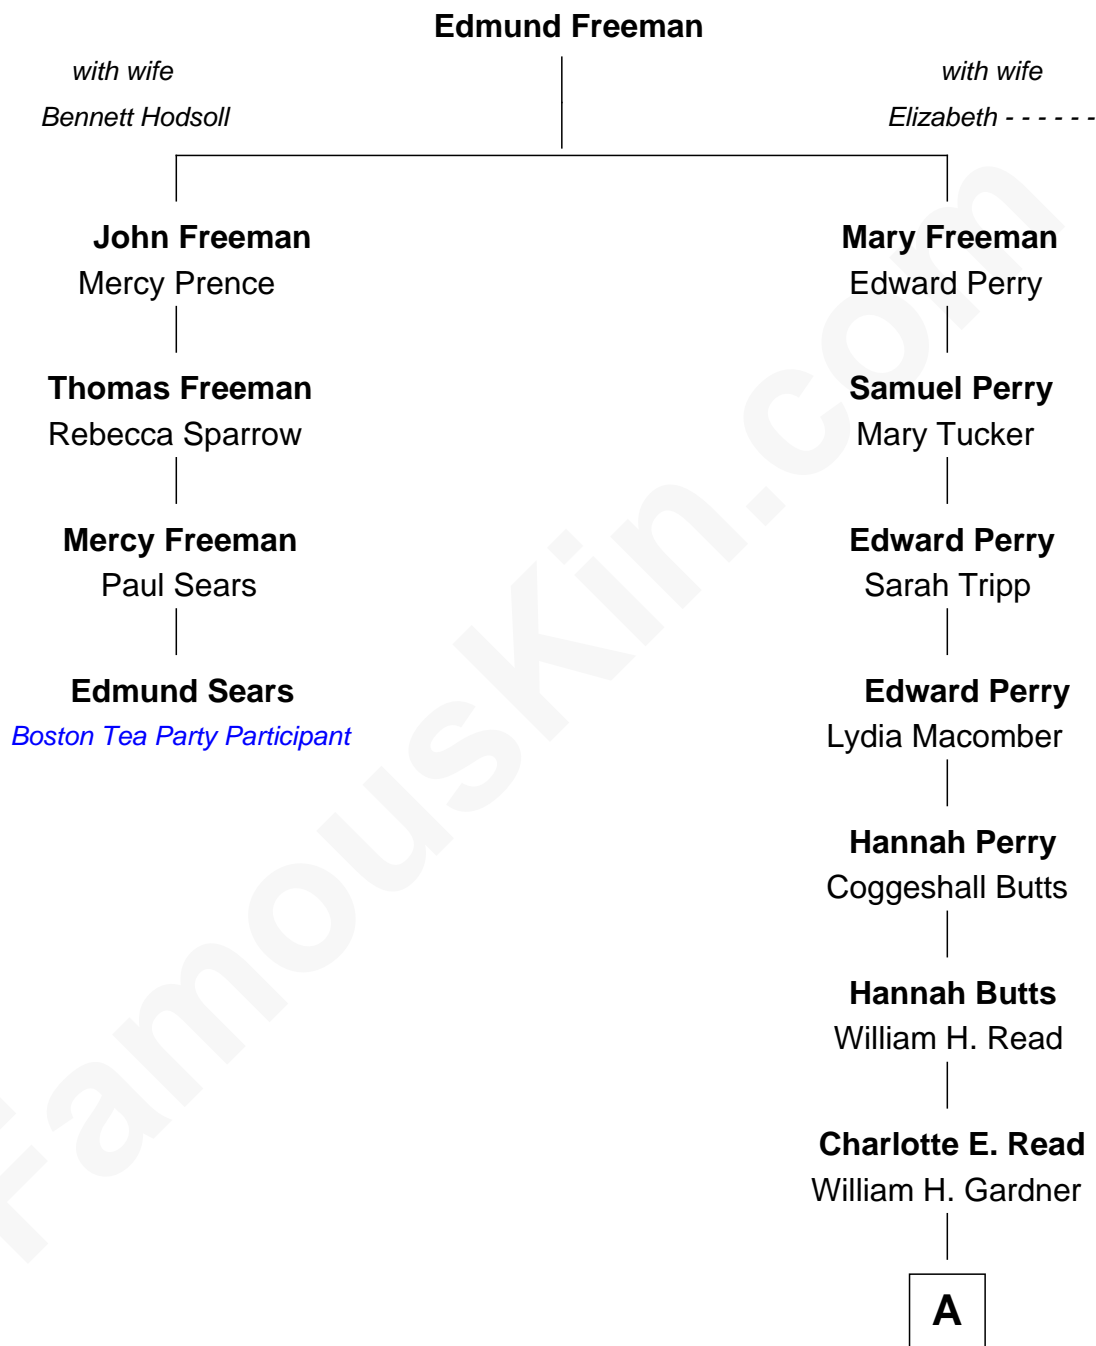 Edmund Freeman
with wife
Bennett Hodsoll
with wife
Elizabeth - - - - - -
John Freeman
Mercy Prence
Mary Freeman
Edward Perry
Thomas Freeman
Rebecca Sparrow
Samuel Perry
Mary Tucker
Mercy Freeman
Paul Sears
Edward Perry
Sarah Tripp
Edmund Sears
Boston Tea Party Participant
Edward Perry
Lydia Macomber
Hannah Perry
Coggeshall Butts
Hannah Butts
William H. Read
Charlotte E. Read
William H. Gardner
A
FamousKin.com